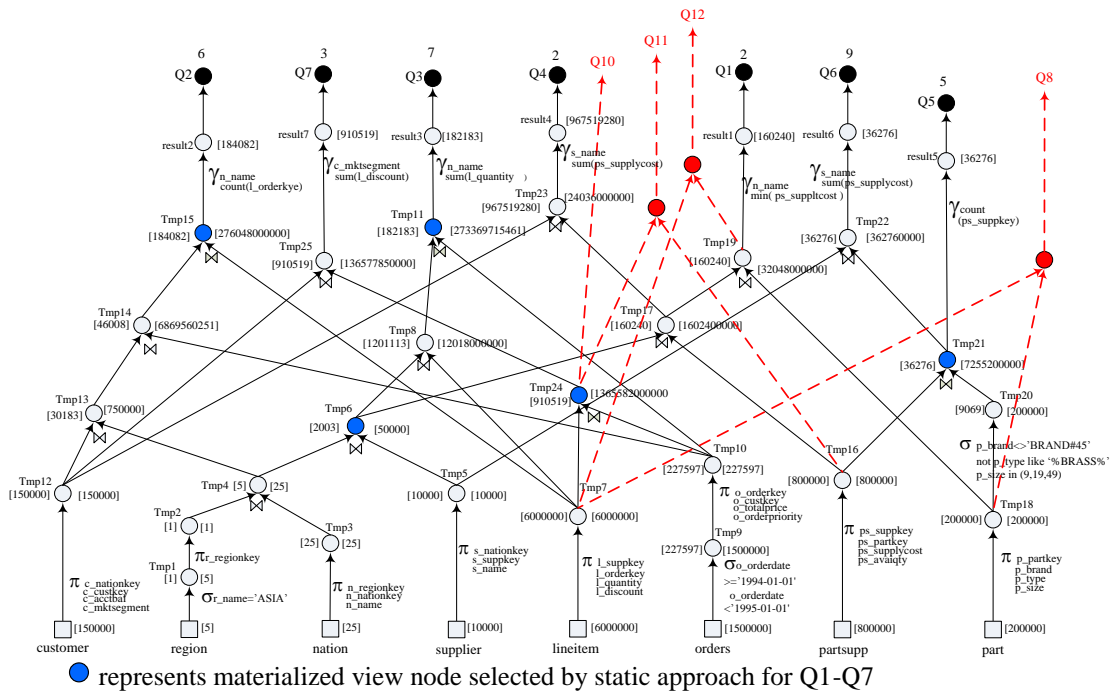 Q12
Q11
6
3
7
2
Q10
2
9
Q2
Q7
Q3
Q4
Q1
Q6
5
Q5
Q8
result2
[184082]
result7
[910519]
result3
[182183]
result4
[967519280]
result1
[160240]
result6
[36276]
result5
[36276]
γn_name
count(l_orderkye)
γc_mktsegment
sum(l_discount)
γn_name
sum(l_quantity )
γs_name
sum(ps_supplycost)
γn_name
min( ps_suppltcost)
γs_name
sum(ps_supplycost)
γcount
(ps_suppkey)
Tmp15
[184082]
[276048000000]
Tmp25
[910519]
[136577850000]
Tmp11
[182183]
[273369715461]
Tmp23
[967519280]
[24036000000]
Tmp19
[160240]
[32048000000]
Tmp22
[36276]
[362760000]
Tmp14
[46008]
[6869560251]
Tmp8
[1201113]
[12018000000]
Tmp17
[160240]
[1602400000]
Tmp21
[36276]
[7255200000]
Tmp13
[30183]
[750000]
Tmp6
[2003]
[50000]
Tmp24
[910519]
[1365582000000
Tmp20
[9069]
[200000]
σ p_brand<>'BRAND#45'
not p_type like '%BRASS%'
p_size in (9,19,49)
Tmp12
[150000]
[150000]
Tmp4
[5]
[25]
Tmp5
[10000]
[10000]
Tmp7
[6000000]
[6000000]
Tmp10
[227597]
[227597]
Tmp16
[800000]
[800000]
Tmp18
[200000]
[200000]
Tmp2
[1]
[1]
Tmp3
[25]
[25]
π o_orderkey
o_custkey
o_totalprice
o_orderpriority
πr_regionkey
Tmp9
[227597]
[1500000]
Tmp1
[1]
[5]
π c_nationkey
c_custkey
c_acctbal
c_mktsegment
σr_name='ASIA'
π n_regionkey
n_nationkey
n_name
π s_nationkey
s_suppkey
s_name
π l_suppkey
l_orderkey
l_quantity
l_discount
σo_orderdate
>='1994-01-01'
o_orderdate
<'1995-01-01'
π ps_suppkey
ps_partkey
ps_supplycost
ps_avaiqty
π p_partkey
p_brand
p_type
p_size
[150000]
[5]
[25]
[10000]
[6000000]
[1500000]
[800000]
[200000]
customer
region
nation
supplier
lineitem
orders
partsupp
part
represents materialized view node selected by static approach for Q1-Q7